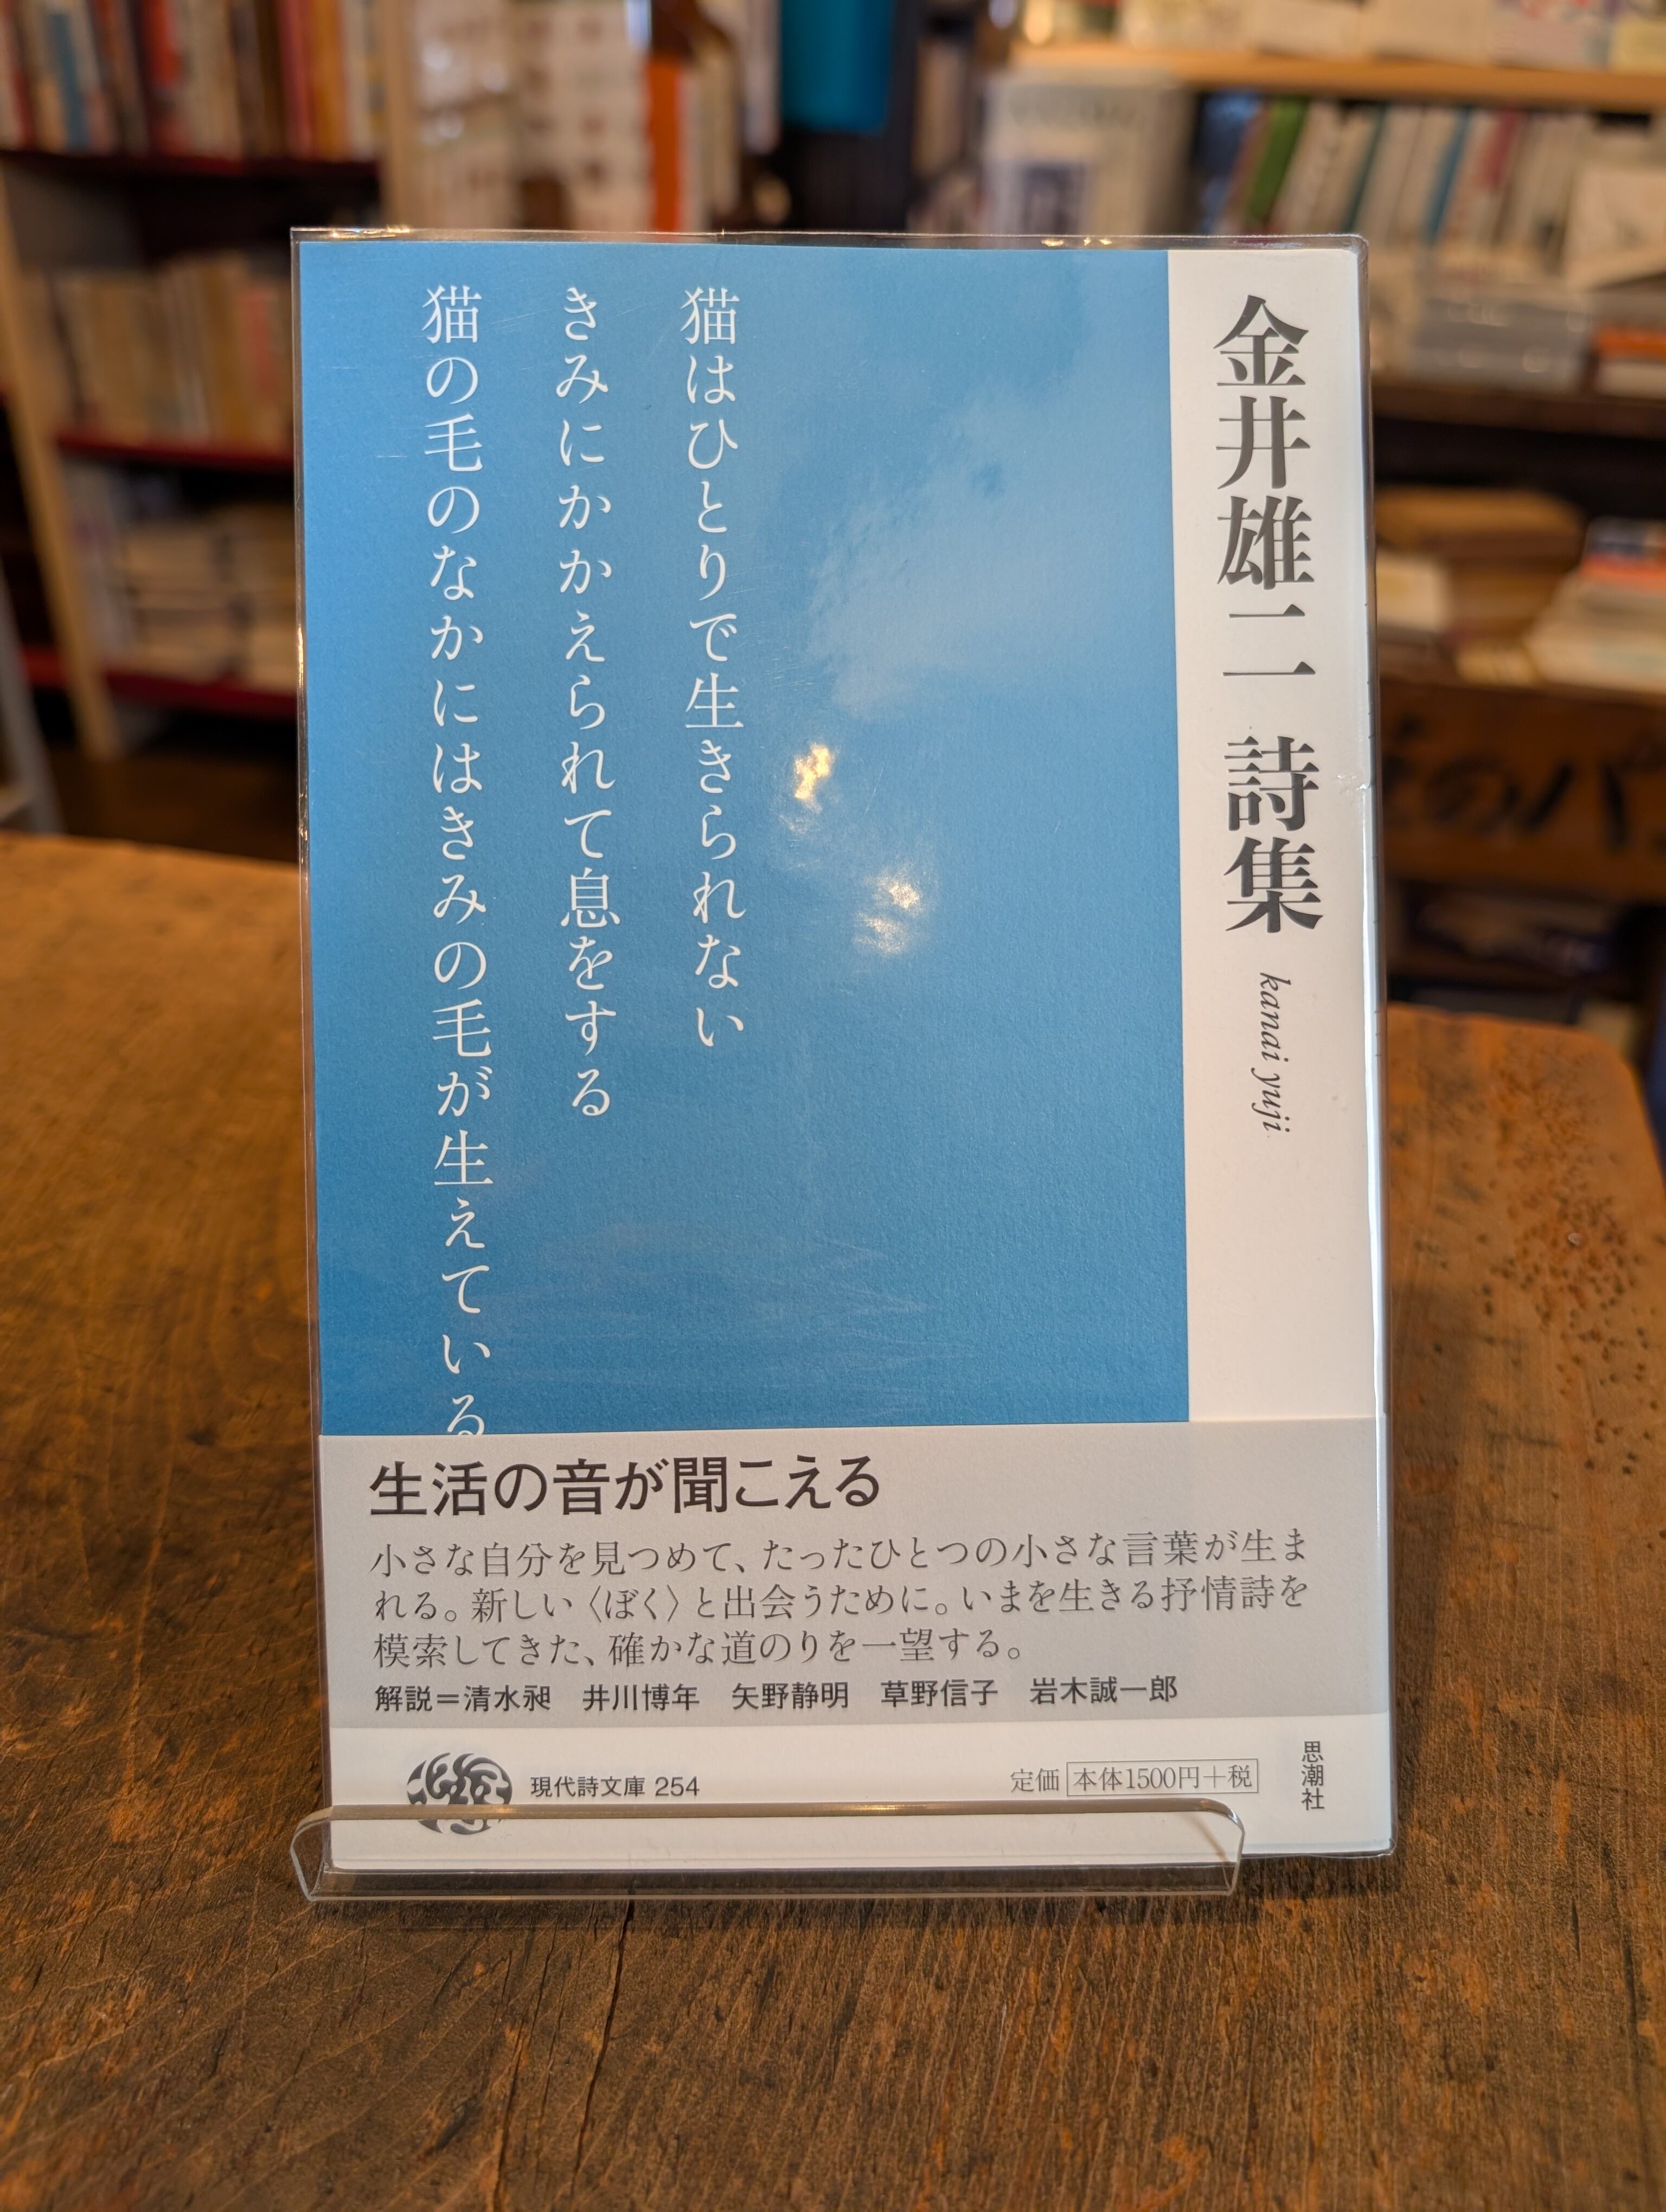 金井雄二 詩集
kanai yuji
猫はひとりで生きられない
きみにかかえられて息をする
猫の毛のなかにはきみの毛が生えている
生活の音が聞こえる
小さな自分を見つめて、たったひとつの小さな言葉が生ま
れる。新しい〈ぼく〉と出会うために。いまを生きる抒情詩を
模索してきた、確かな道のりを一望する。
解説＝清水昶　井川博年　矢野静明　草野信子　岩木誠一郎
現代詩文庫 254
定価 本体1500円＋税
思潮社